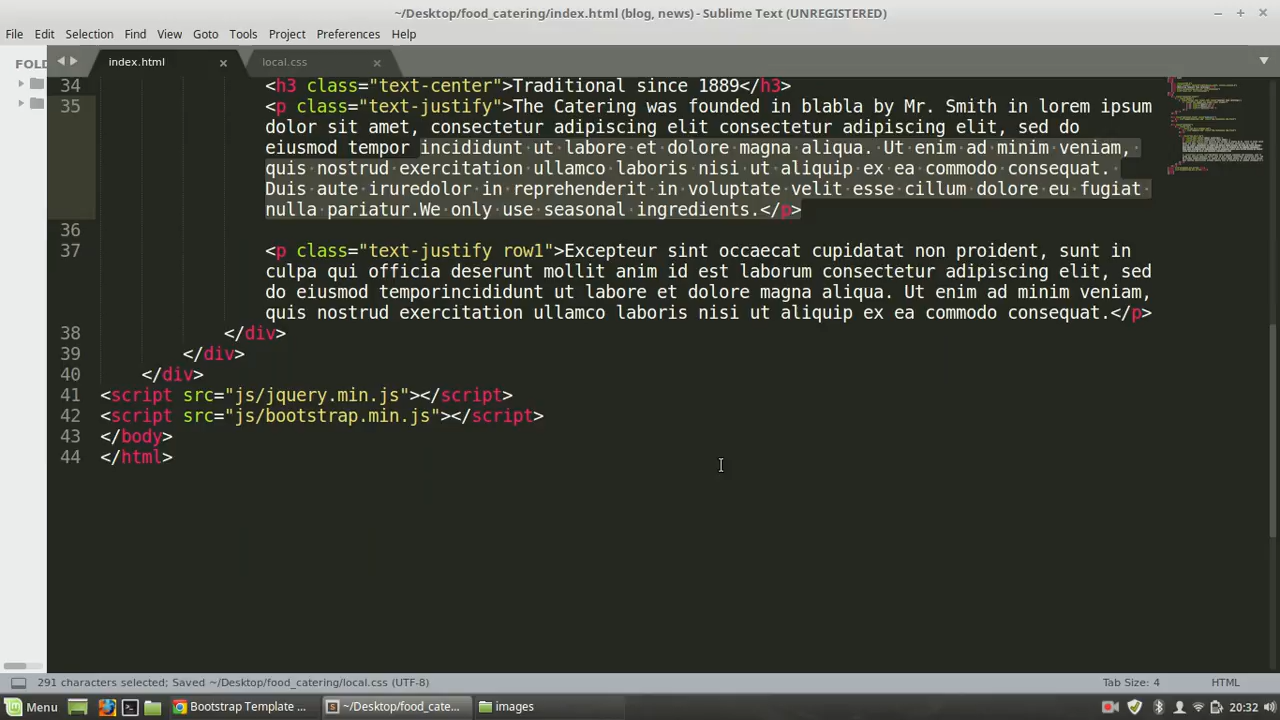 ~/Desktop/food_catering/index.html (blog, news) - Sublime Text (UNREGISTERED)
File Edit Selection Find View Goto Tools Project Preferences Help
FOLD
index.html × local.css ×
34 <h3 class="text-center">Traditional since 1889</h3>
35 <p class="text-justify">The Catering was founded in blabla by Mr. Smith in lorem ipsum
dolor sit amet, consectetur adipiscing elit consectetur adipiscing elit, sed do
eiusmod tempor incididunt ut labore et dolore magna aliqua. Ut enim ad minim veniam,
quis nostrud exercitation ullamco laboris nisi ut aliquip ex ea commodo consequat.
Duis aute iruredolor in reprehenderit in voluptate velit esse cillum dolore eu fugiat
nulla pariatur.We only use seasonal ingredients.</p>
36
37 <p class="text-justify row1">Excepteur sint occaecat cupidatat non proident, sunt in
culpa qui officia deserunt mollit anim id est laborum consectetur adipiscing elit, sed
do eiusmod temporincididunt ut labore et dolore magna aliqua. Ut enim ad minim veniam,
quis nostrud exercitation ullamco laboris nisi ut aliquip ex ea commodo consequat.</p>
38 </div>
39 </div>
40 </div>
41 <script src="js/jquery.min.js"></script>
42 <script src="js/bootstrap.min.js"></script>
43 </body>
44 </html>
291 characters selected; Saved ~/Desktop/food_catering/local.css (UTF-8) Tab Size: 4 HTML
Menu Bootstrap Template ... ~/Desktop/food_cate... images 20:32